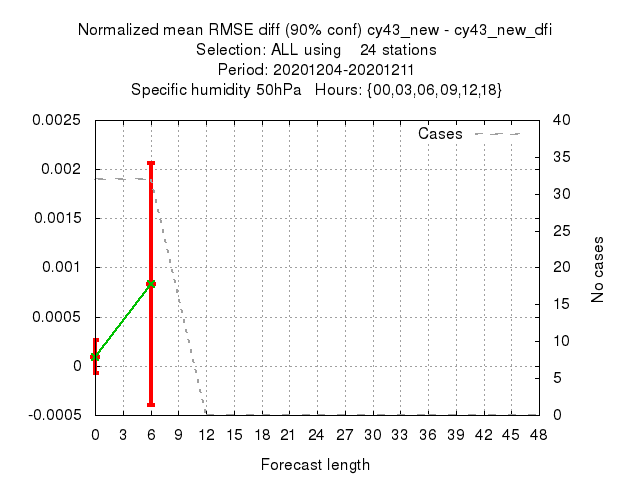 Normalized mean RMSE diff (90% conf) cy43_new - cy43_new_dfi
Selection: ALL using    24 stations
Period: 20201204-20201211
Specific humidity 50hPa   Hours: {00,03,06,09,12,18}
Cases
0.0025
0.002
0.0015
0.001
0.0005
0
-0.0005
40
35
30
25
20
15
10
5
0
No cases
0 3 6 9 12 15 18 21 24 27 30 33 36 39 42 45 48
Forecast length